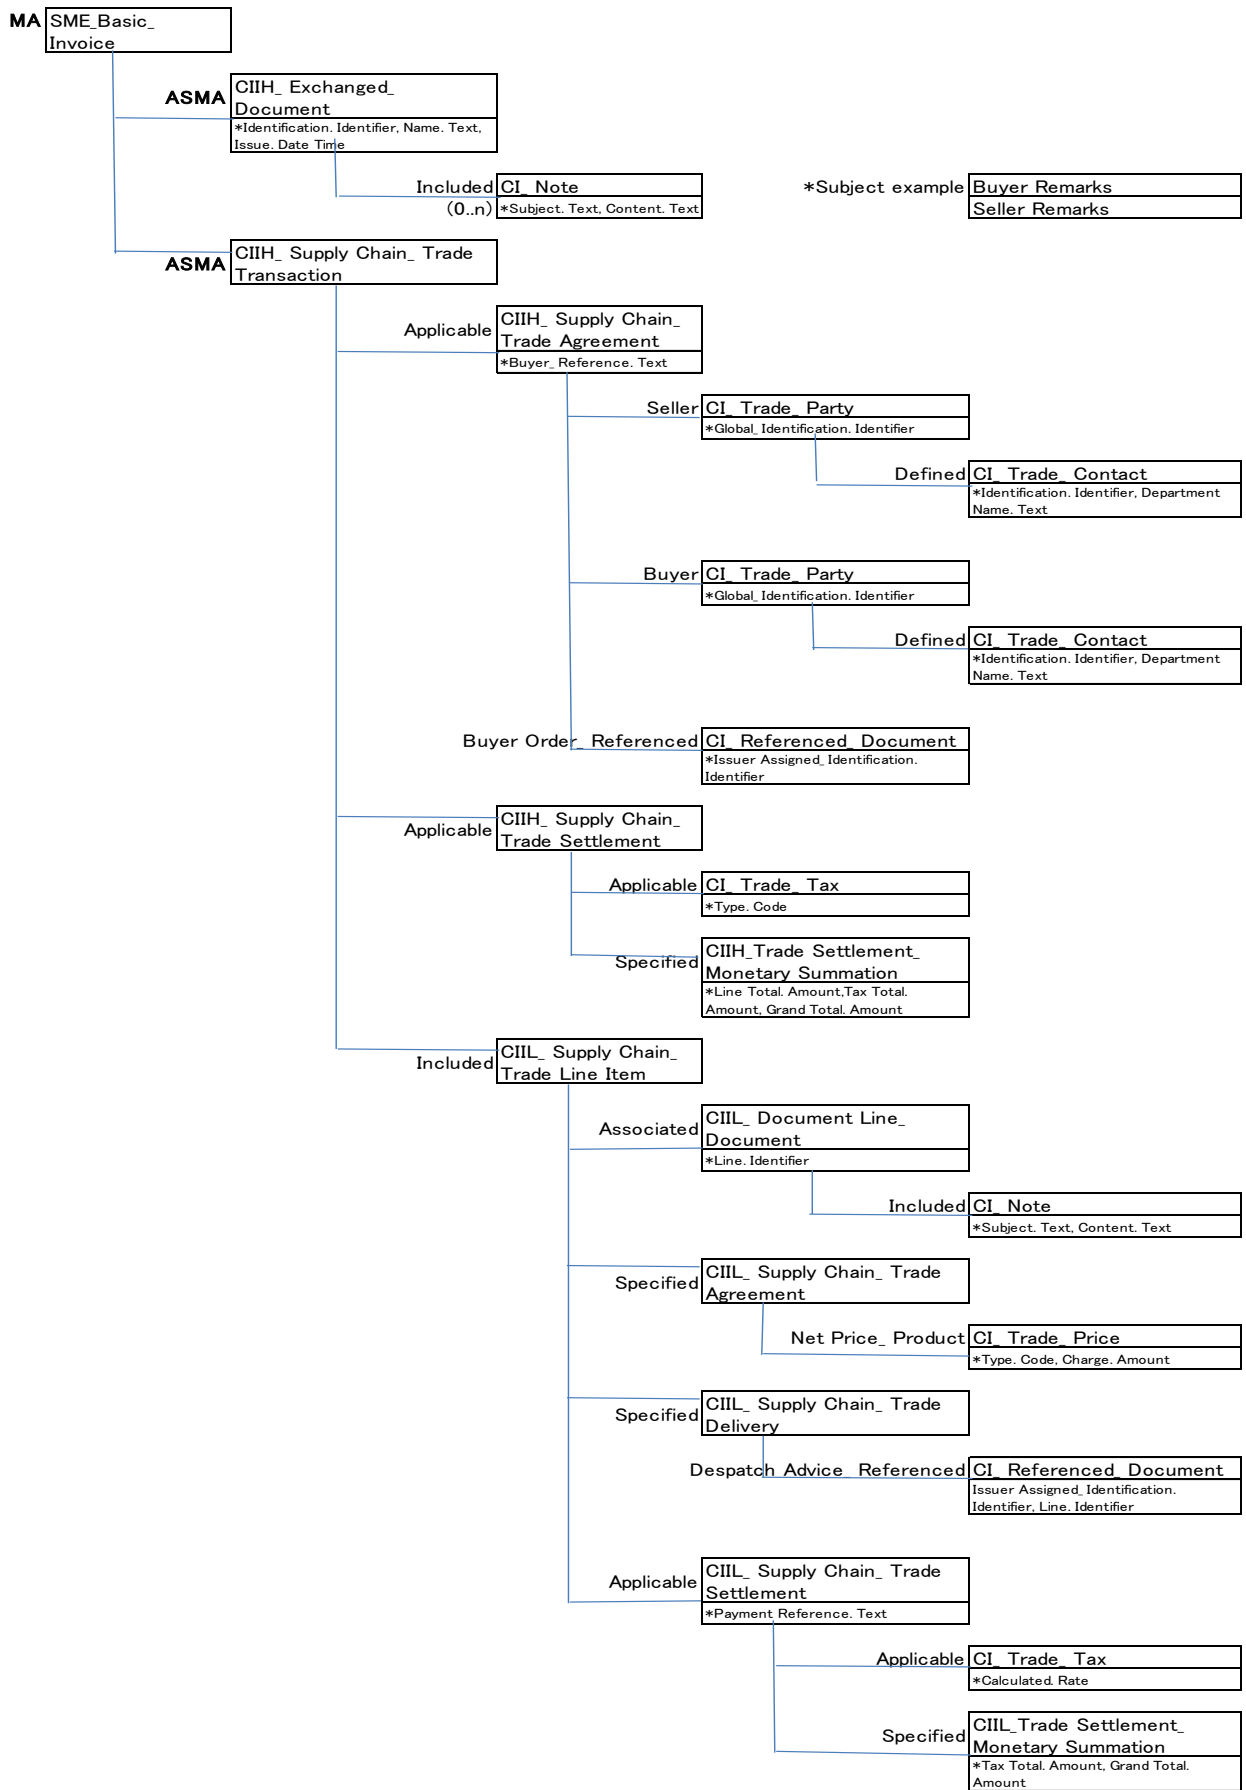 MA
SME_Basic_
Invoice
ASMA
CIIH_ Exchanged_
Document
*Identification. Identifier, Name. Text,
Issue. Date Time
Included
(0..n)
CI_ Note
*Subject. Text, Content. Text
*Subject example
Buyer Remarks
Seller Remarks
ASMA
CIIH_ Supply Chain_ Trade
Transaction
Applicable
CIIH_ Supply Chain_
Trade Agreement
*Buyer_ Reference. Text
Seller
CI_ Trade_ Party
*Global_ Identification. Identifier
Defined
CI_ Trade_ Contact
*Identification. Identifier, Department
Name. Text
Buyer
CI_ Trade_ Party
*Global_ Identification. Identifier
Defined
CI_ Trade_ Contact
*Identification. Identifier, Department
Name. Text
Buyer Order_ Referenced
CI_ Referenced_ Document
*Issuer Assigned_ Identification.
Identifier
Applicable
CIIH_ Supply Chain_
Trade Settlement
Applicable
CI_ Trade_ Tax
*Type. Code
Specified
CIIH_Trade Settlement_
Monetary Summation
*Line Total. Amount,Tax Total.
Amount, Grand Total. Amount
Included
CIIL_ Supply Chain_
Trade Line Item
Associated
CIIL_ Document Line_
Document
*Line. Identifier
Included
CI_ Note
*Subject. Text, Content. Text
Specified
CIIL_ Supply Chain_ Trade
Agreement
Net Price_ Product
CI_ Trade_ Price
*Type. Code, Charge. Amount
Specified
CIIL_ Supply Chain_ Trade
Delivery
Despatch Advice_ Referenced
CI_ Referenced_ Document
Issuer Assigned_ Identification.
Identifier, Line. Identifier
Applicable
CIIL_ Supply Chain_ Trade
Settlement
*Payment Reference. Text
Applicable
CI_ Trade_ Tax
*Calculated. Rate
Specified
CIIL_Trade Settlement_
Monetary Summation
*Tax Total. Amount, Grand Total.
Amount